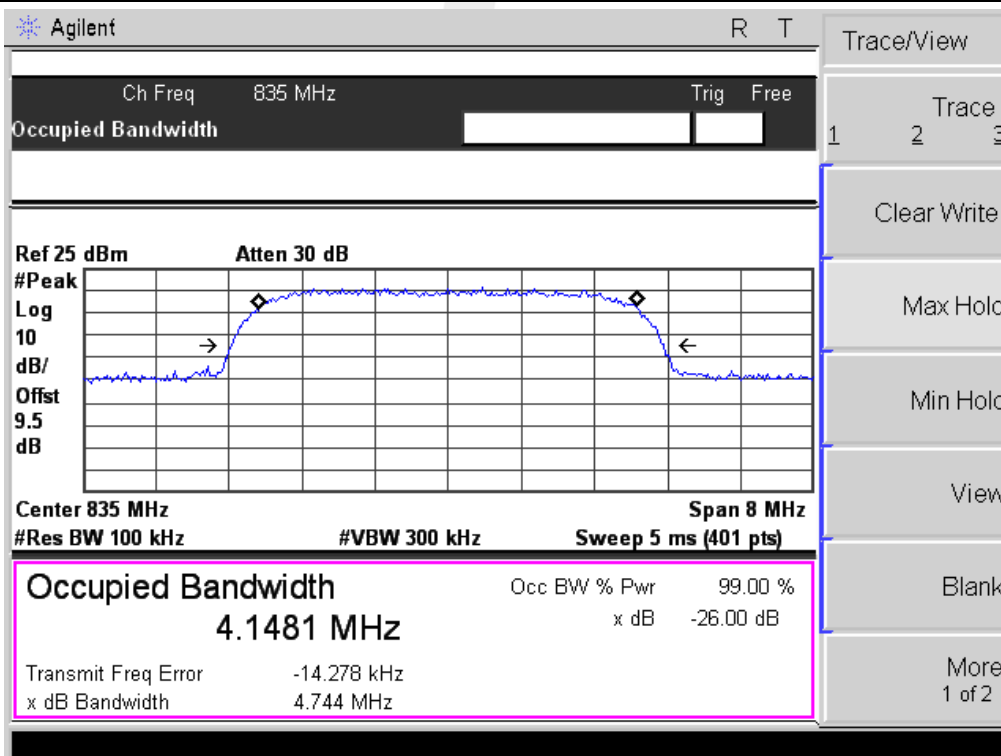 Agilent R T
Trace/View
Ch Freq 835 MHz Trig Free
Occupied Bandwidth
Trace
1 2 3
Clear Write
Max Hold
Min Hold
View
Blank
More
1 of 2
Ref 25 dBm Atten 30 dB
#Peak
Log
10
dB/
Offst
9.5
dB
Center 835 MHz Span 8 MHz
#Res BW 100 kHz #VBW 300 kHz Sweep 5 ms (401 pts)
Occupied Bandwidth
4.1481 MHz
Occ BW % Pwr 99.00 %
x dB -26.00 dB
Transmit Freq Error -14.278 kHz
x dB Bandwidth 4.744 MHz